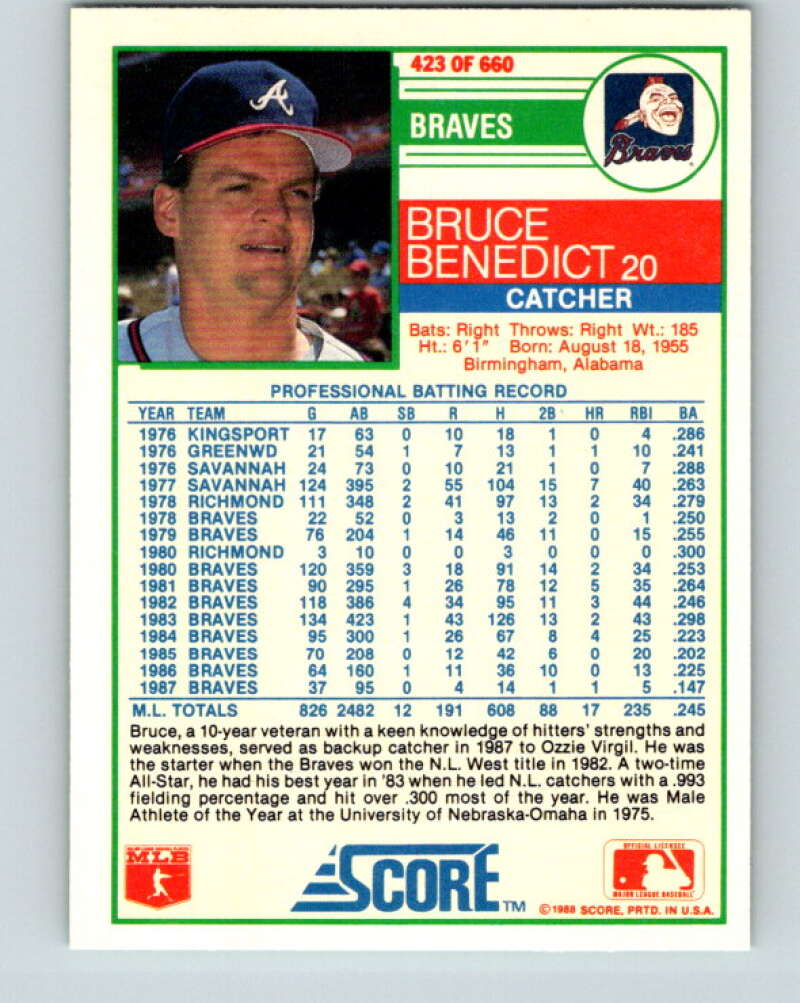 423 OF 660
BRAVES
Braves
BRUCE
BENEDICT 20
CATCHER
Bats: Right Throws: Right Wt.: 185
Ht.: 6'1" Born: August 18, 1955
Birmingham, Alabama
PROFESSIONAL BATTING RECORD
YEAR TEAM G AB SB R H 2B HR RBI BA
1976 KINGSPORT 17 63 0 10 18 1 0 4 .286
1976 GREENWD 21 54 1 7 13 1 1 10 .241
1976 SAVANNAH 24 73 0 10 21 1 0 7 .288
1977 SAVANNAH 124 395 2 55 104 15 7 40 .263
1978 RICHMOND 111 348 2 41 97 13 2 34 .279
1978 BRAVES 22 52 0 3 13 2 0 1 .250
1979 BRAVES 76 204 1 14 46 11 0 15 .255
1980 RICHMOND 3 10 0 0 3 0 0 0 .300
1980 BRAVES 120 359 3 18 91 14 2 34 .253
1981 BRAVES 90 295 1 26 78 12 5 35 .264
1982 BRAVES 118 386 4 34 95 11 3 44 .246
1983 BRAVES 134 423 1 43 126 13 2 43 .298
1984 BRAVES 95 300 1 26 67 8 4 25 .223
1985 BRAVES 70 208 0 12 42 6 0 20 .202
1986 BRAVES 64 160 1 11 36 10 0 13 .225
1987 BRAVES 37 95 0 4 14 1 1 5 .147
M.L. TOTALS 826 2482 12 191 608 88 17 235 .245
Bruce, a 10-year veteran with a keen knowledge of hitters' strengths and
weaknesses, served as backup catcher in 1987 to Ozzie Virgil. He was
the starter when the Braves won the N.L. West title in 1982. A two-time
All-Star, he had his best year in '83 when he led N.L. catchers with a .993
fielding percentage and hit over .300 most of the year. He was Male
Athlete of the Year at the University of Nebraska-Omaha in 1975.
MLB
SCORE TM
OFFICIAL LICENSEE
MAJOR LEAGUE BASEBALL
©1988 SCORE, PRTD. IN U.S.A.